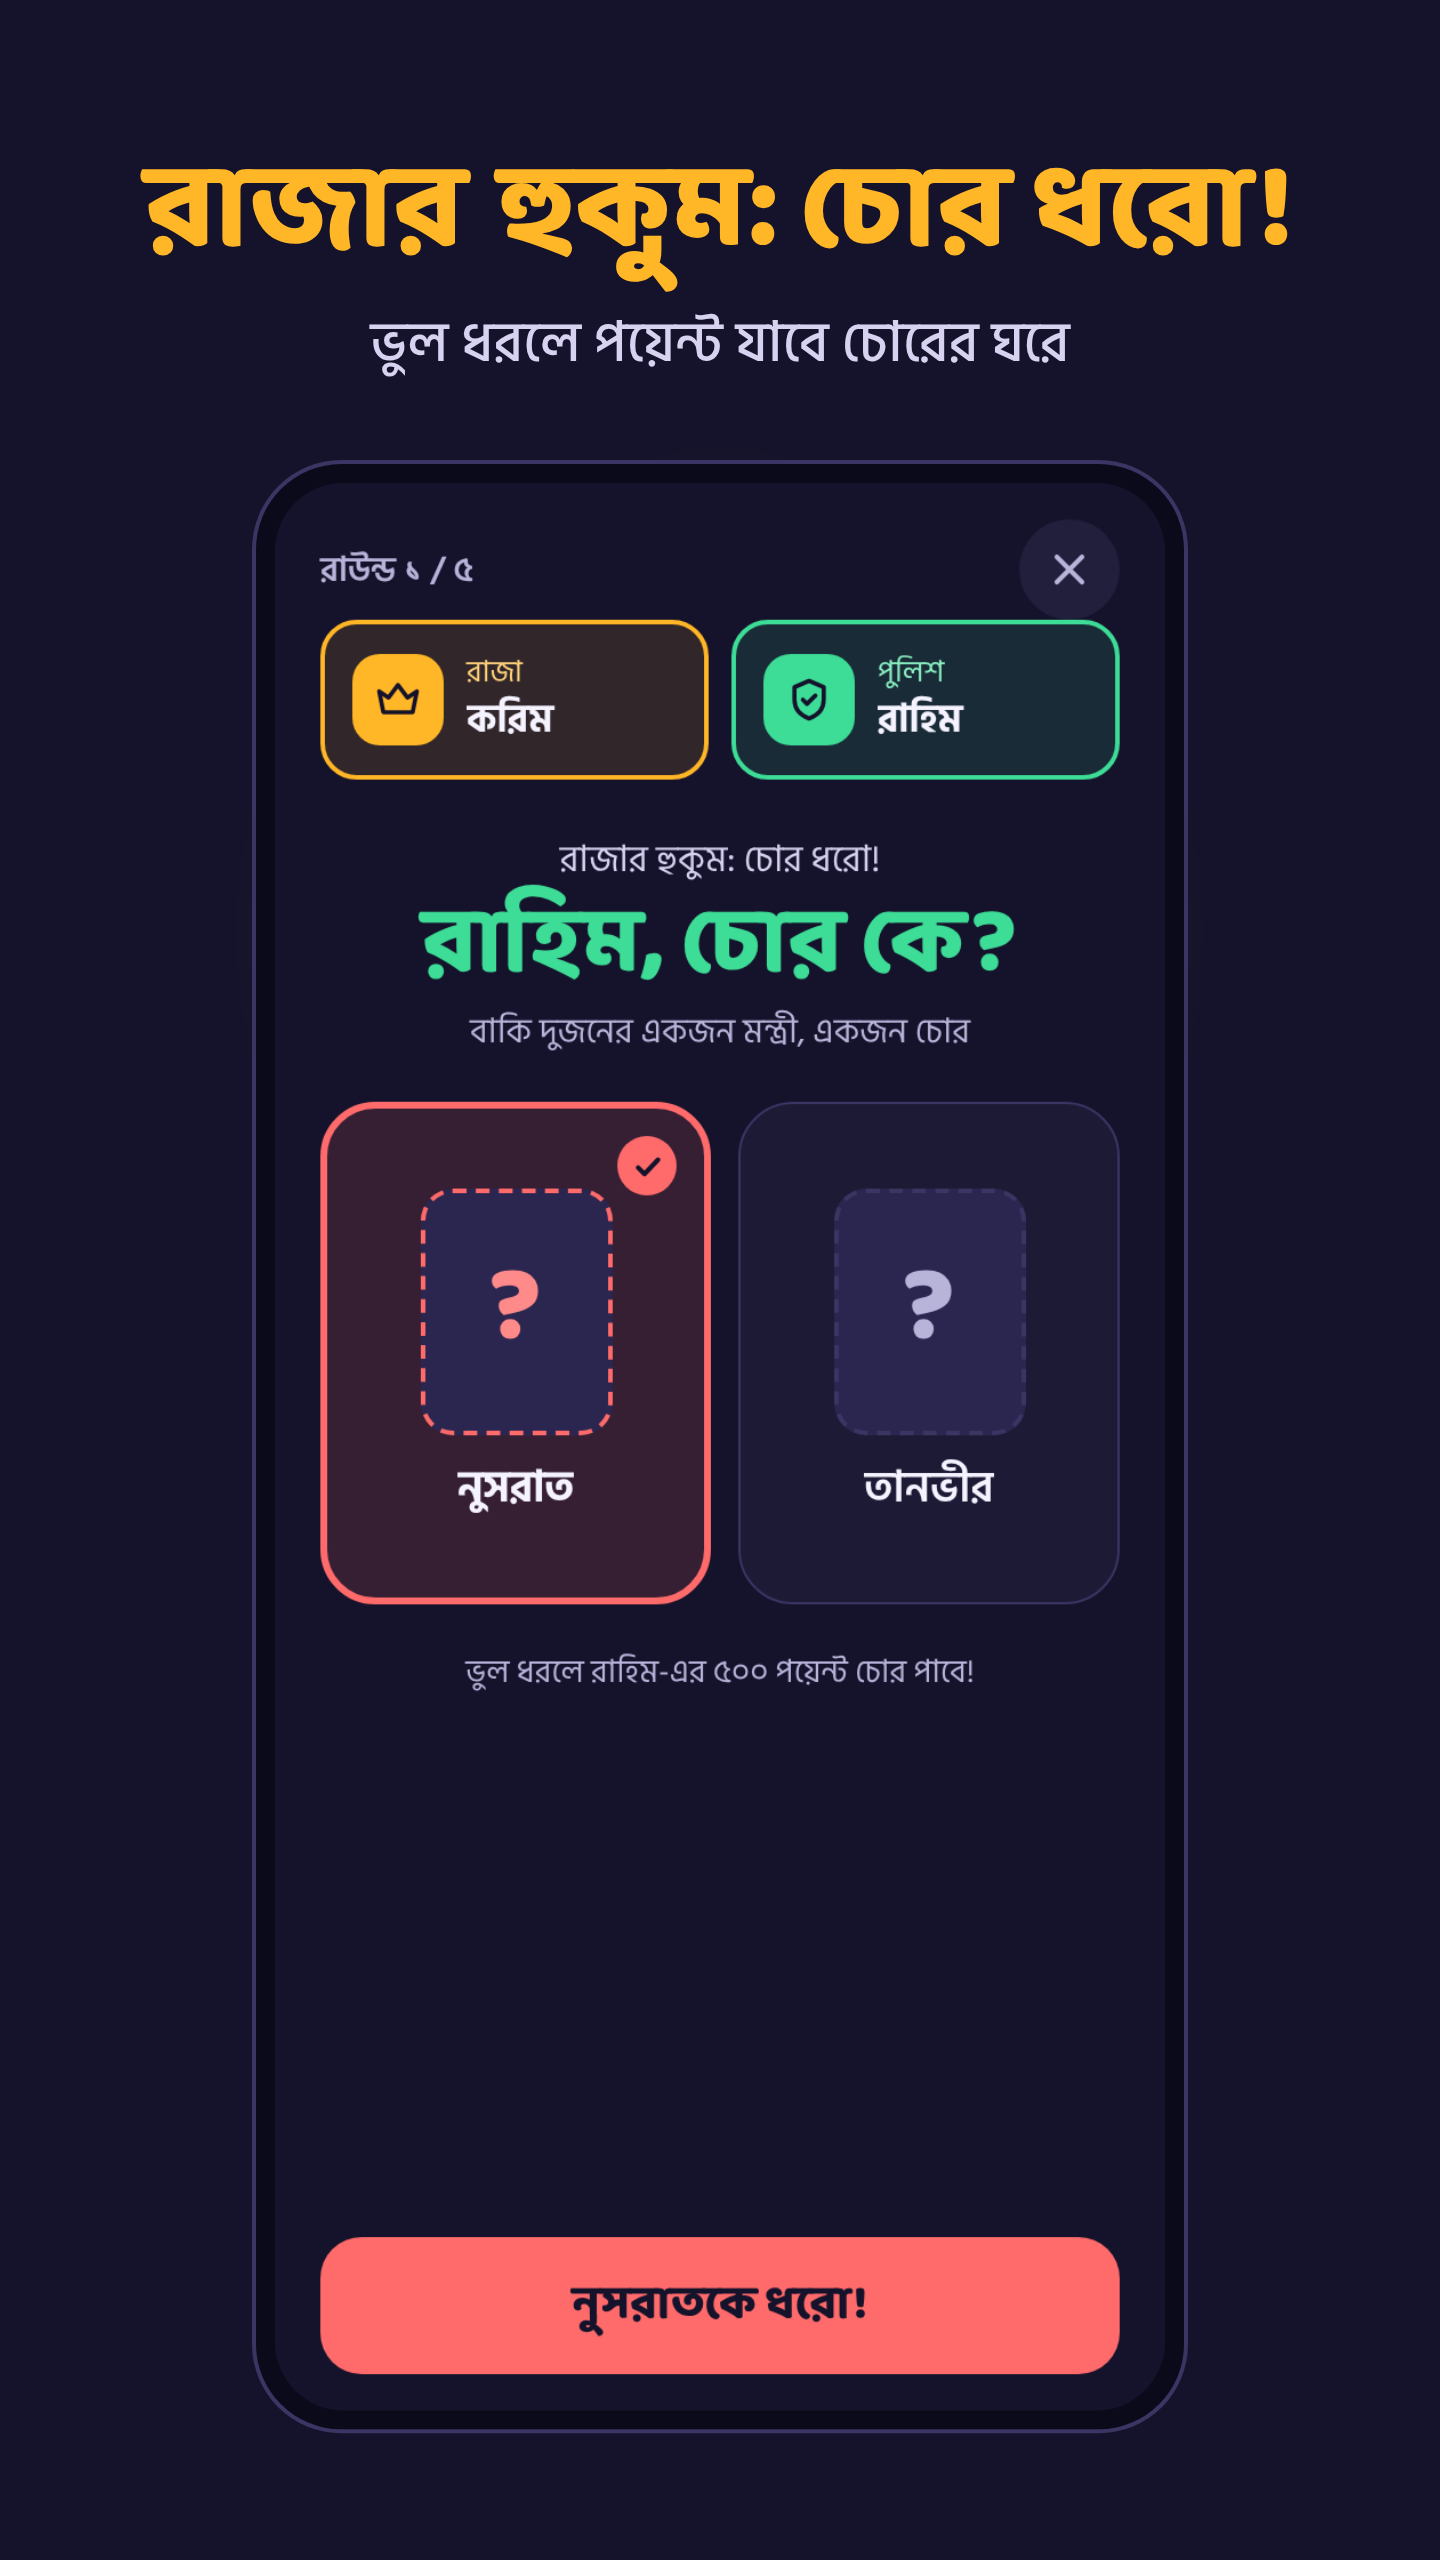 রাজার হুকুম: চোর ধরো!
ভুল ধরলে পয়েন্ট যাবে চোরের ঘরে
রাউন্ড ১ / ৫
রাজা
করিম
পুলিশ
রাহিম
রাজার হুকুম: চোর ধরো!
রাহিম, চোর কে?
বাকি দুজনের একজন মন্ত্রী, একজন চোর
?
?
নুসরাত
তানভীর
ভুল ধরলে রাহিম-এর ৫০০ পয়েন্ট চোর পাবে!
নুসরাতকে ধরো!